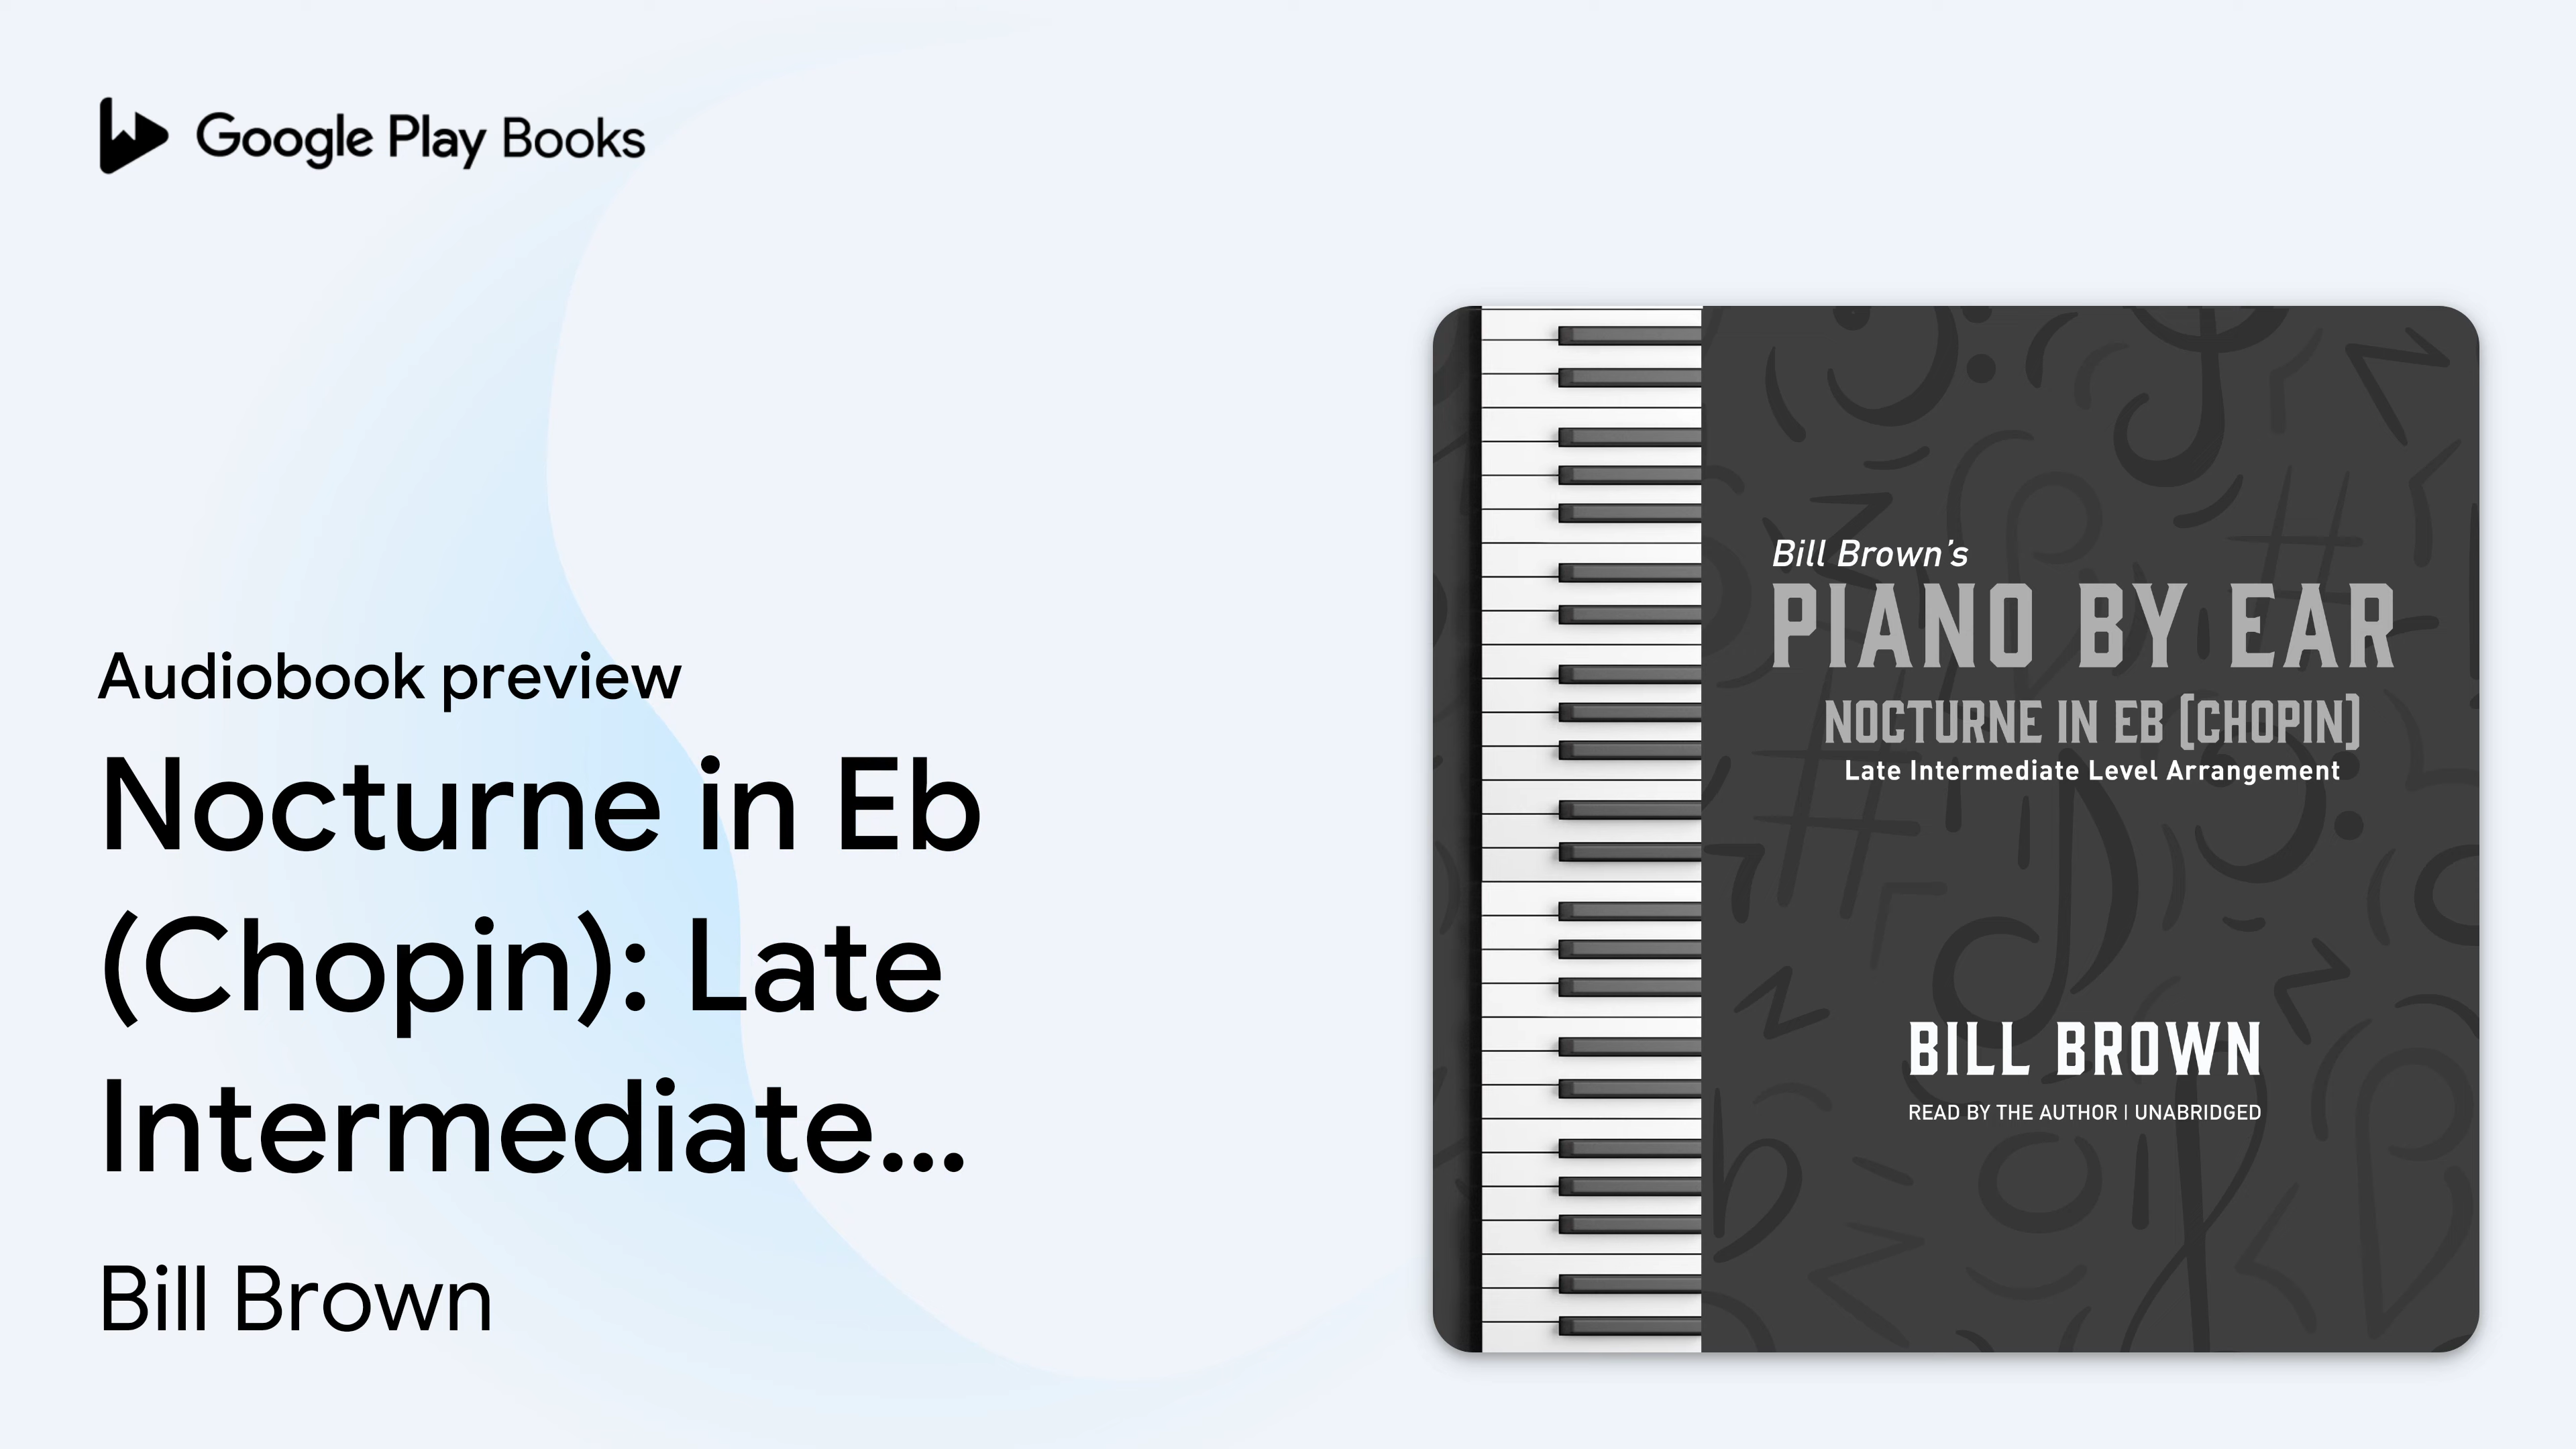 Google Play Books
Audiobook preview
Nocturne in Eb
(Chopin): Late
Intermediate...
Bill Brown
Bill Brown's
PIANO BY EAR
NOCTURNE IN EB (CHOPIN)
Late Intermediate Level Arrangement
BILL BROWN
READ BY THE AUTHOR | UNABRIDGED